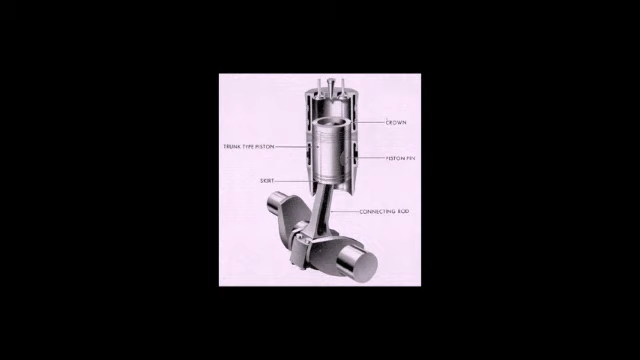 CROWN
TRUNK TYPE PISTON
PISTON PIN
SKIRT
CONNECTING ROD